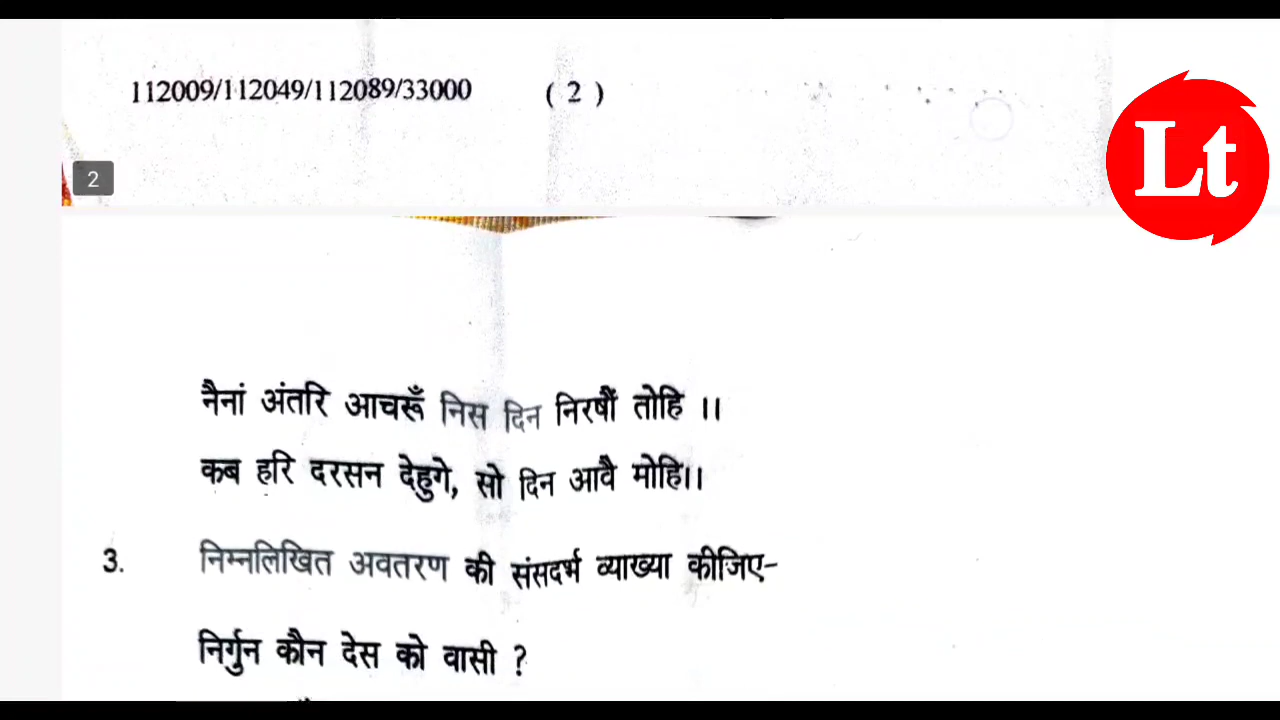 112009/112049/112089/33000 ( 2 )
Lt
2
नैनां अंतरि आचरूँ निस दिन निरषौं तोहि ।।
कब हरि दरसन देहुगे, सो दिन आवै मोहि।।
3. निम्नलिखित अवतरण की संसदर्भ व्याख्या कीजिए-
निर्गुन कौन देस को वासी ?